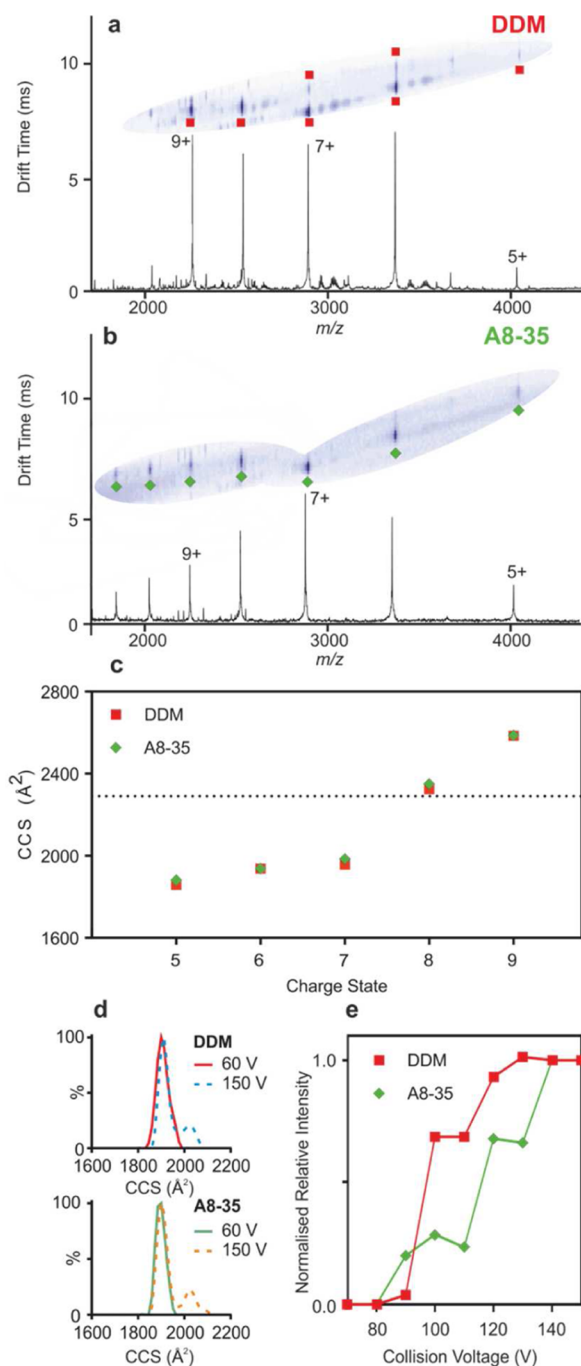 a
DDM
10
5
0
Drift Time (ms)
9+
7+
5+
2000
3000
4000
m/z
b
A8-35
10
5
0
Drift Time (ms)
9+
7+
5+
2000
3000
4000
m/z
c
2800
2400
2000
1600
CCS (Å2)
DDM
A8-35
5
6
7
8
9
Charge State
d
100
0
%
DDM
60 V
150 V
1600
1800
2000
2200
CCS (Å2)
100
0
%
A8-35
60 V
150 V
1600
1800
2000
2200
CCS (Å2)
e
1.0
0.0
Normalised Relative Intensity
DDM
A8-35
80
100
120
140
Collision Voltage (V)